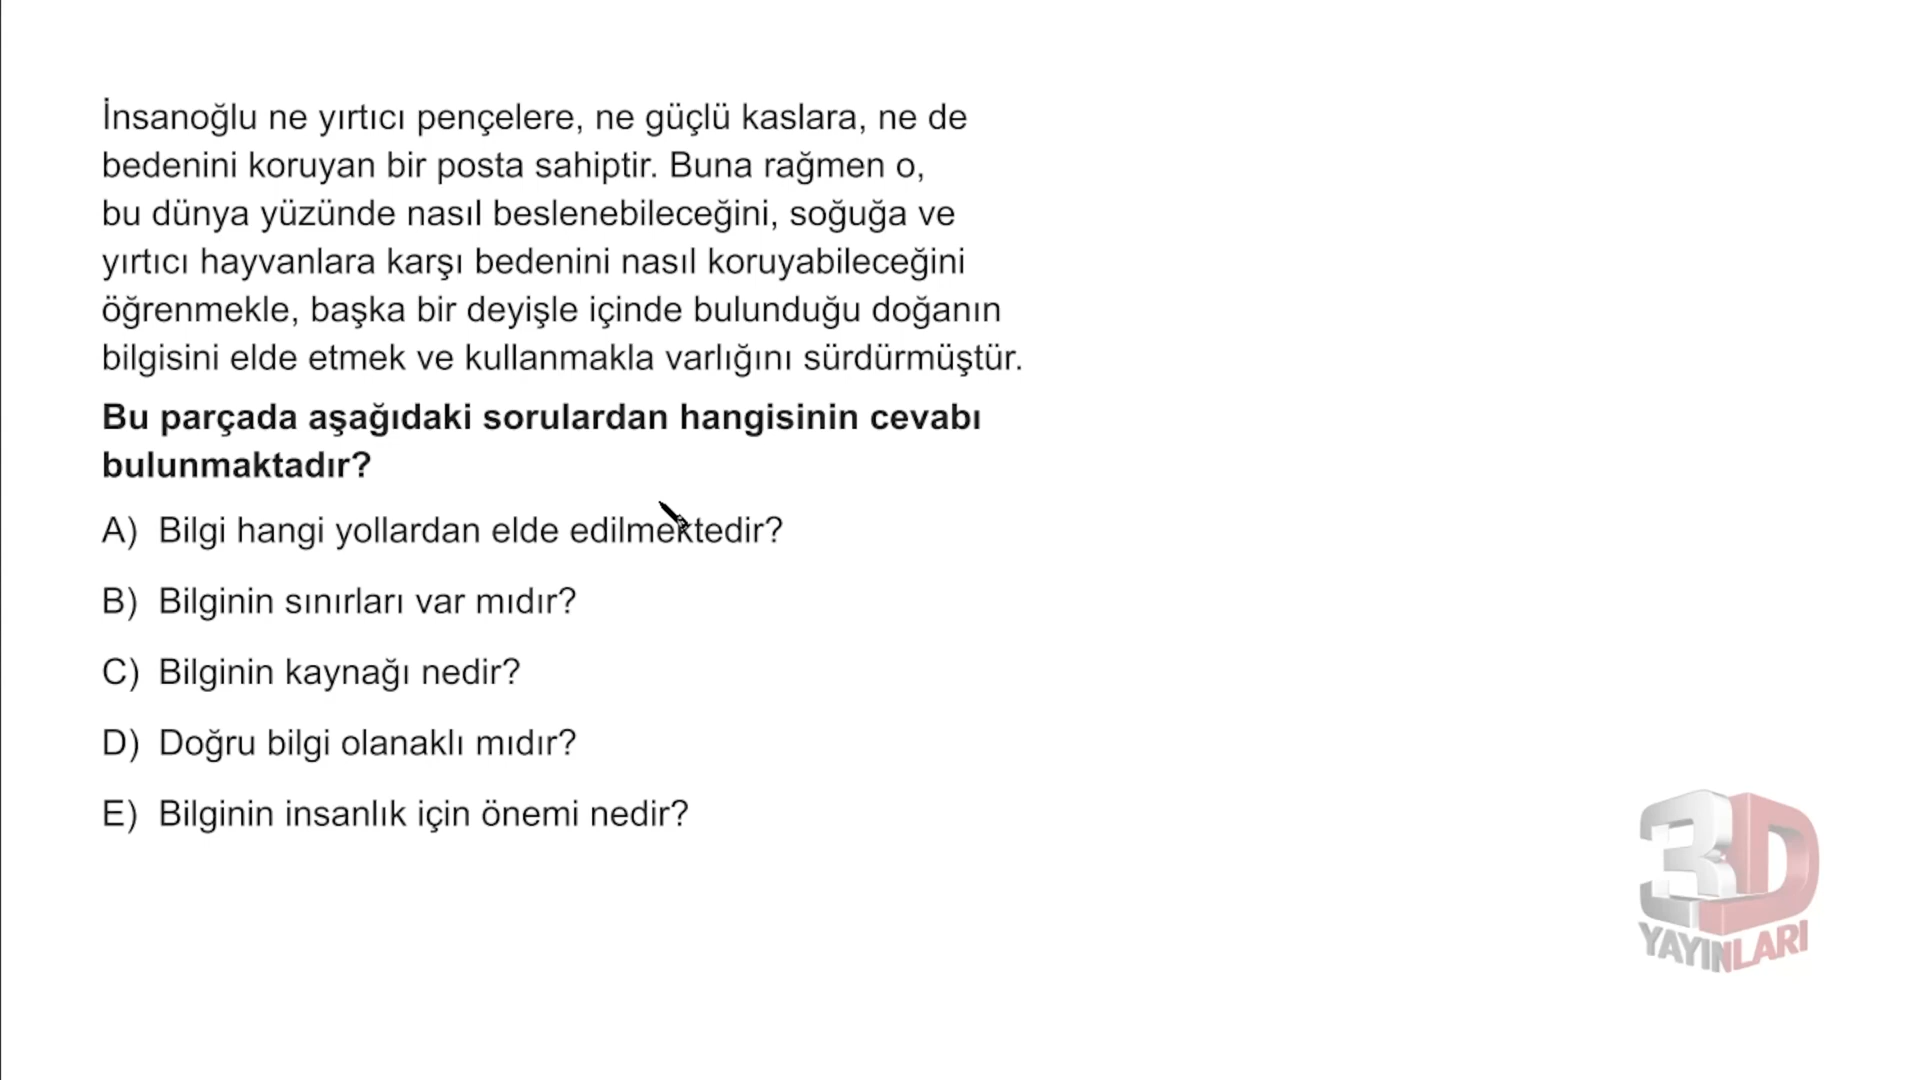 İnsanoğlu ne yırtıcı pençelere, ne güçlü kaslara, ne de
bedenini koruyan bir posta sahiptir. Buna rağmen o,
bu dünya yüzünde nasıl beslenebileceğini, soğuğa ve
yırtıcı hayvanlara karşı bedenini nasıl koruyabileceğini
öğrenmekle, başka bir deyişle içinde bulunduğu doğanın
bilgisini elde etmek ve kullanmakla varlığını sürdürmüştür.
Bu parçada aşağıdaki sorulardan hangisinin cevabı
bulunmaktadır?
A) Bilgi hangi yollardan elde edilmektedir?
B) Bilginin sınırları var mıdır?
C) Bilginin kaynağı nedir?
D) Doğru bilgi olanaklı mıdır?
E) Bilginin insanlık için önemi nedir?
3D
YAYINLARI